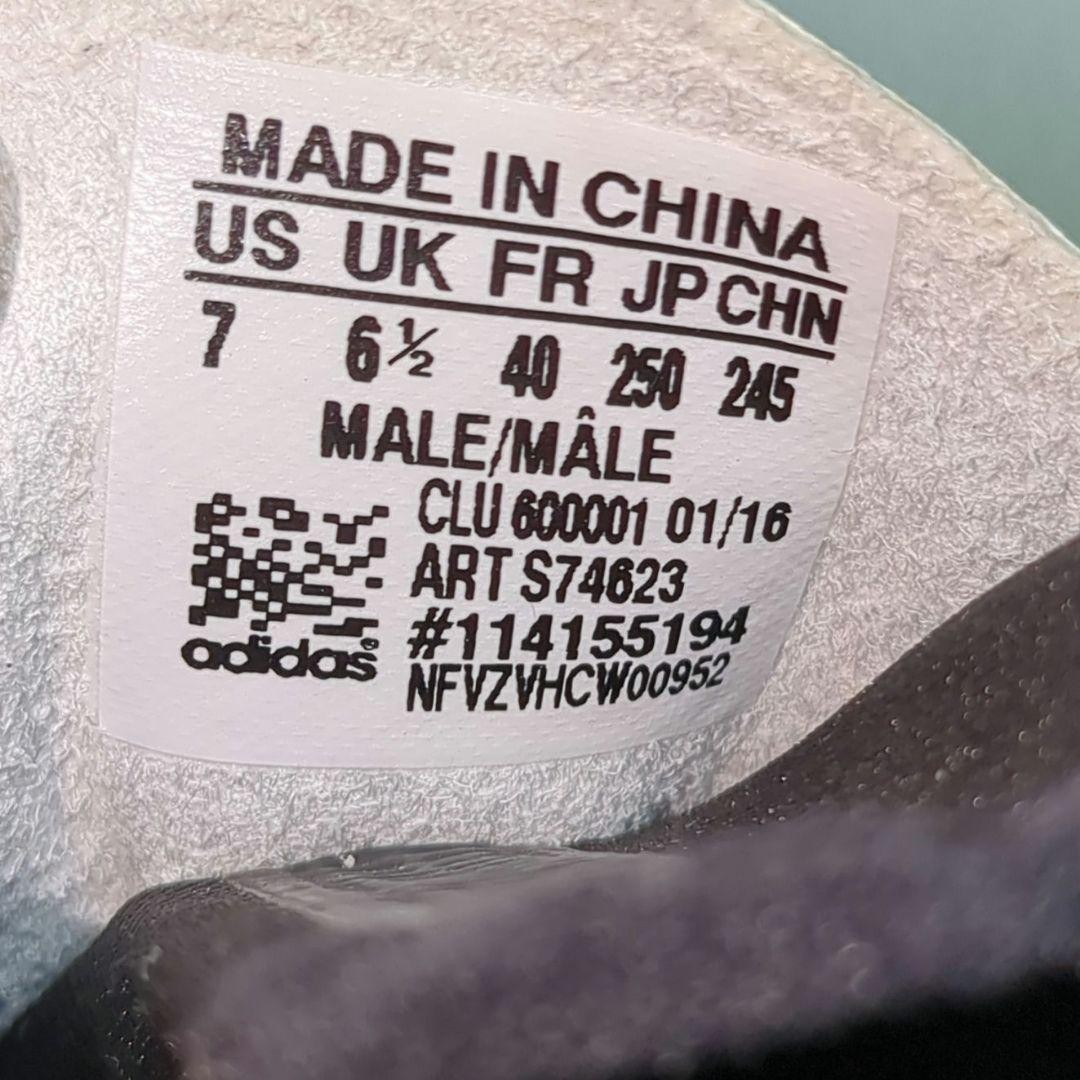 MADE IN CHINA
US UK FR JP CHN
7 6½ 40 250 245
MALE/MÂLE
CLU 600001 01/16
ART S74623
#114155194
adidas
NFVZVHCW00952